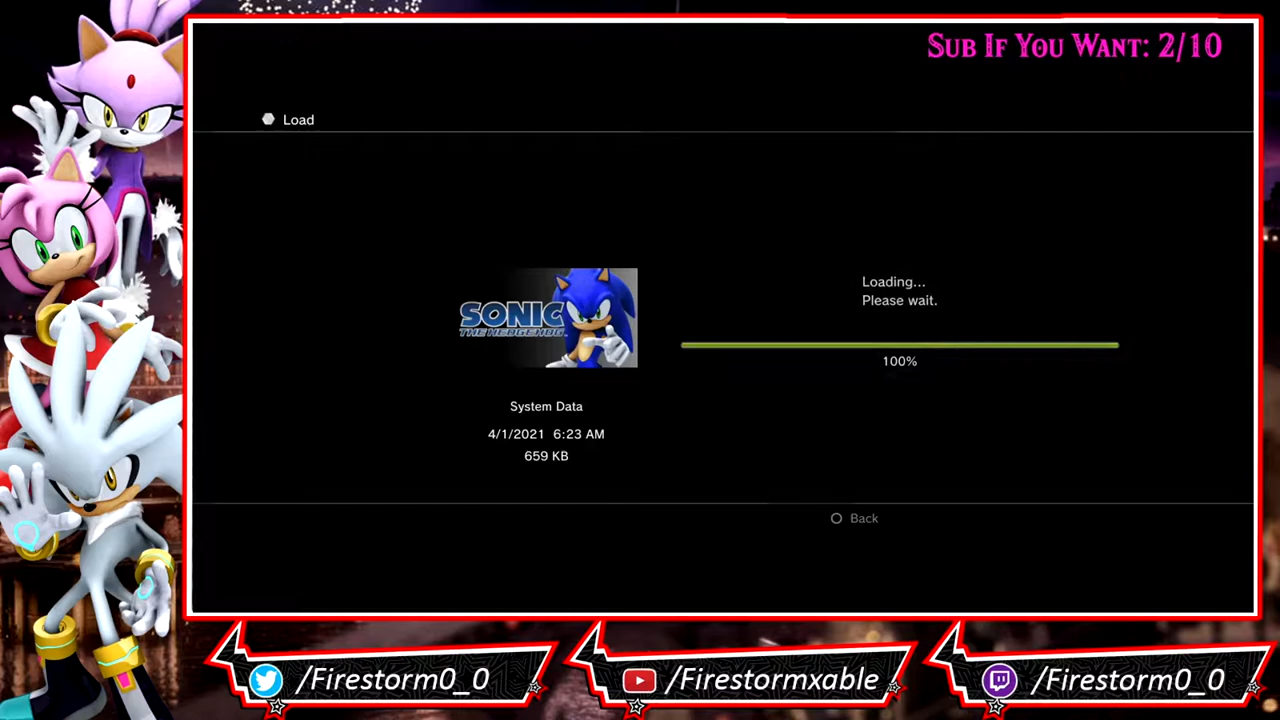 Sub If You Want: 2/10
Load
Loading...
Please wait.
SONIC
THE HEDGEHOG
100%
System Data
4/1/2021 6:23 AM
659 KB
Back
/Firestorm0_0
/Firestormxable
/Firestorm0_0